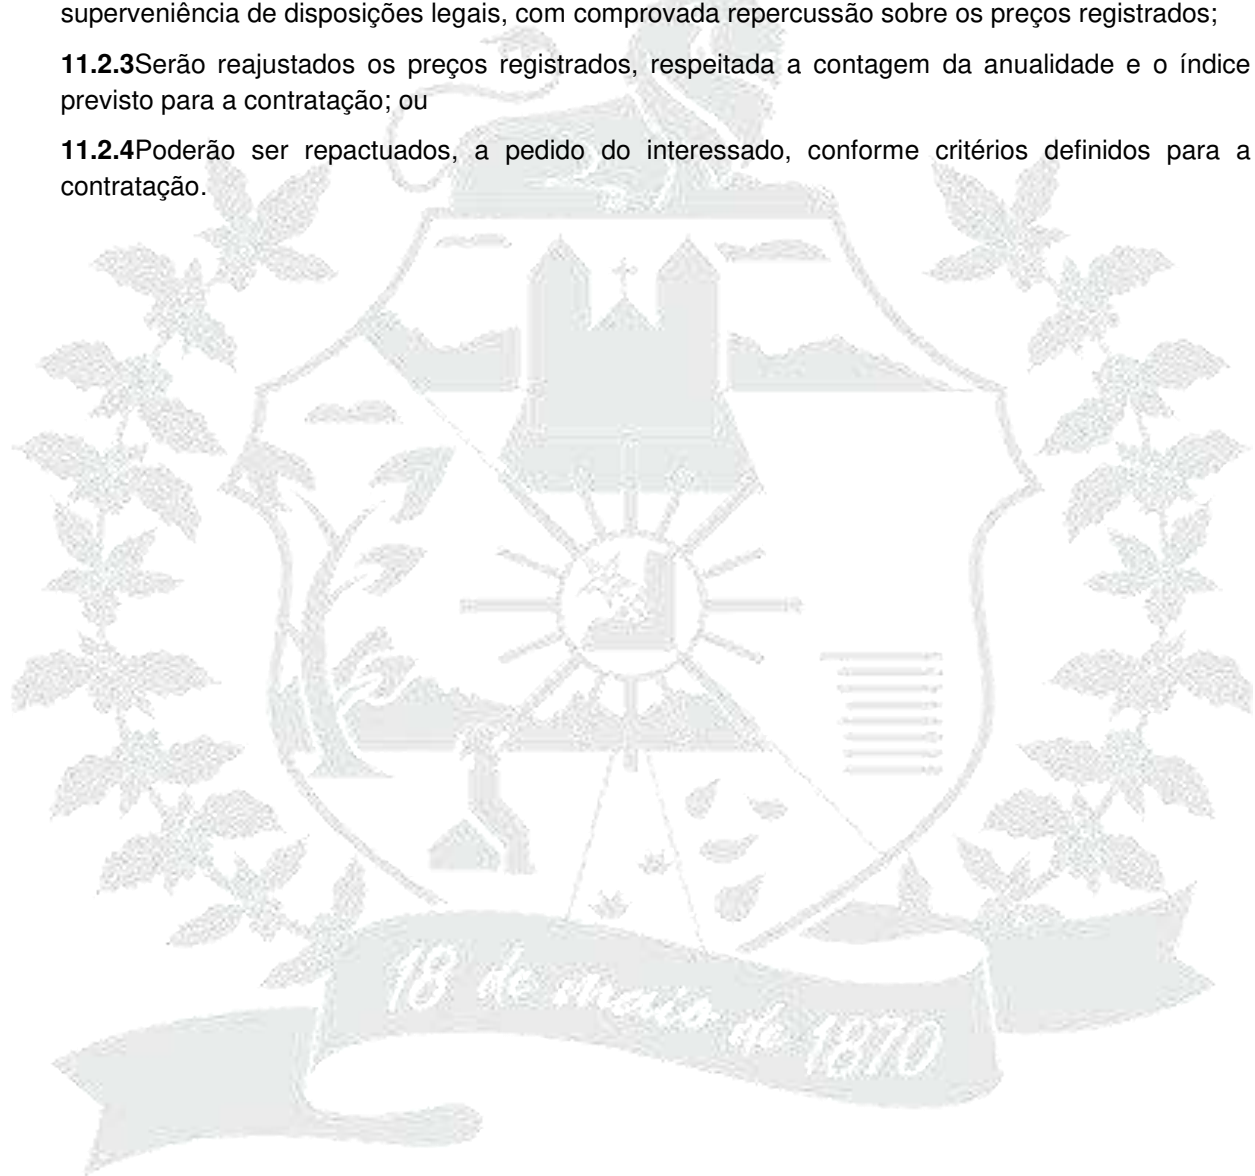 superveniência de disposições legais, com comprovada repercussão sobre os preços registrados;
11.2.3Serão reajustados os preços registrados, respeitada a contagem da anualidade e o índice
previsto para a contratação; ou
11.2.4Poderão ser repactuados, a pedido do interessado, conforme critérios definidos para a
contratação.
18 de maio de 1870